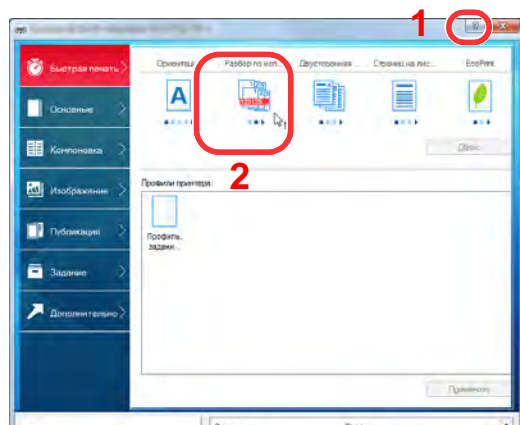 1
Быстрая печать
Ориентац
Разбор по коп...
Двусторонняя ...
Страниц на лис...
EcoPrint
A
Основные
Компоновка
2
Изображение
Профили принтера:
Публикация
Профиль,
задани...
Задание
Дополнительно
Применить